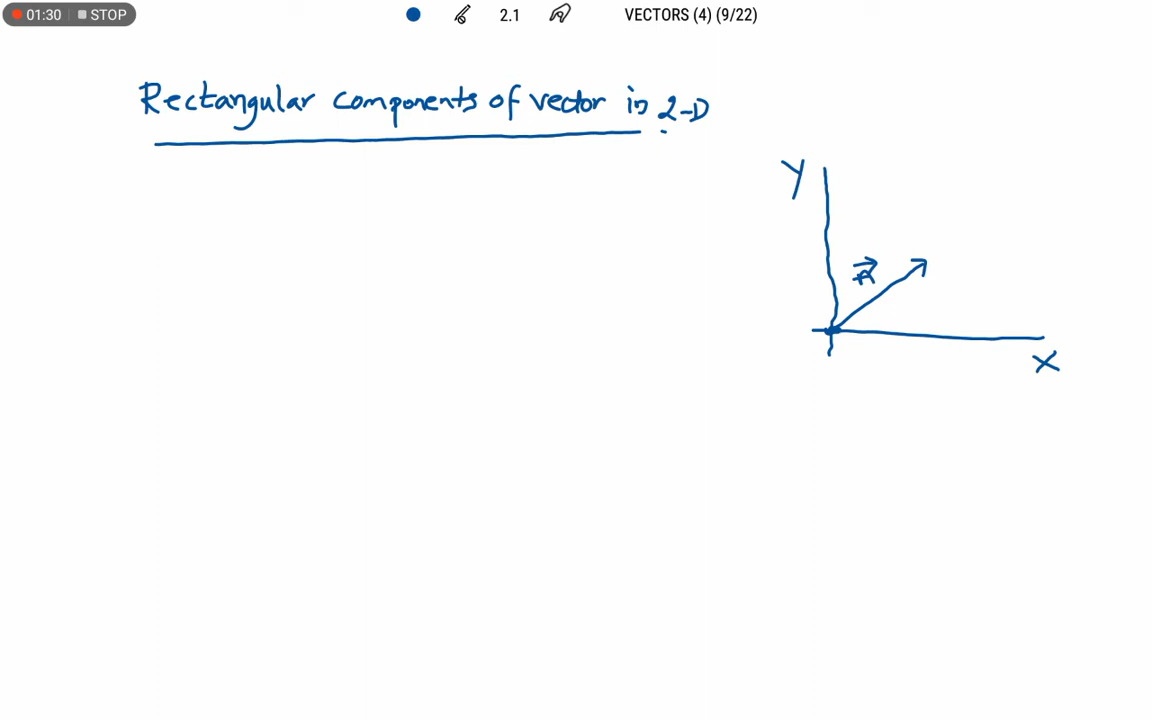 01:30 STOP 2.1 VECTORS (4) (9/22)
Rectangular components of vector in 2-D
Y
A
X